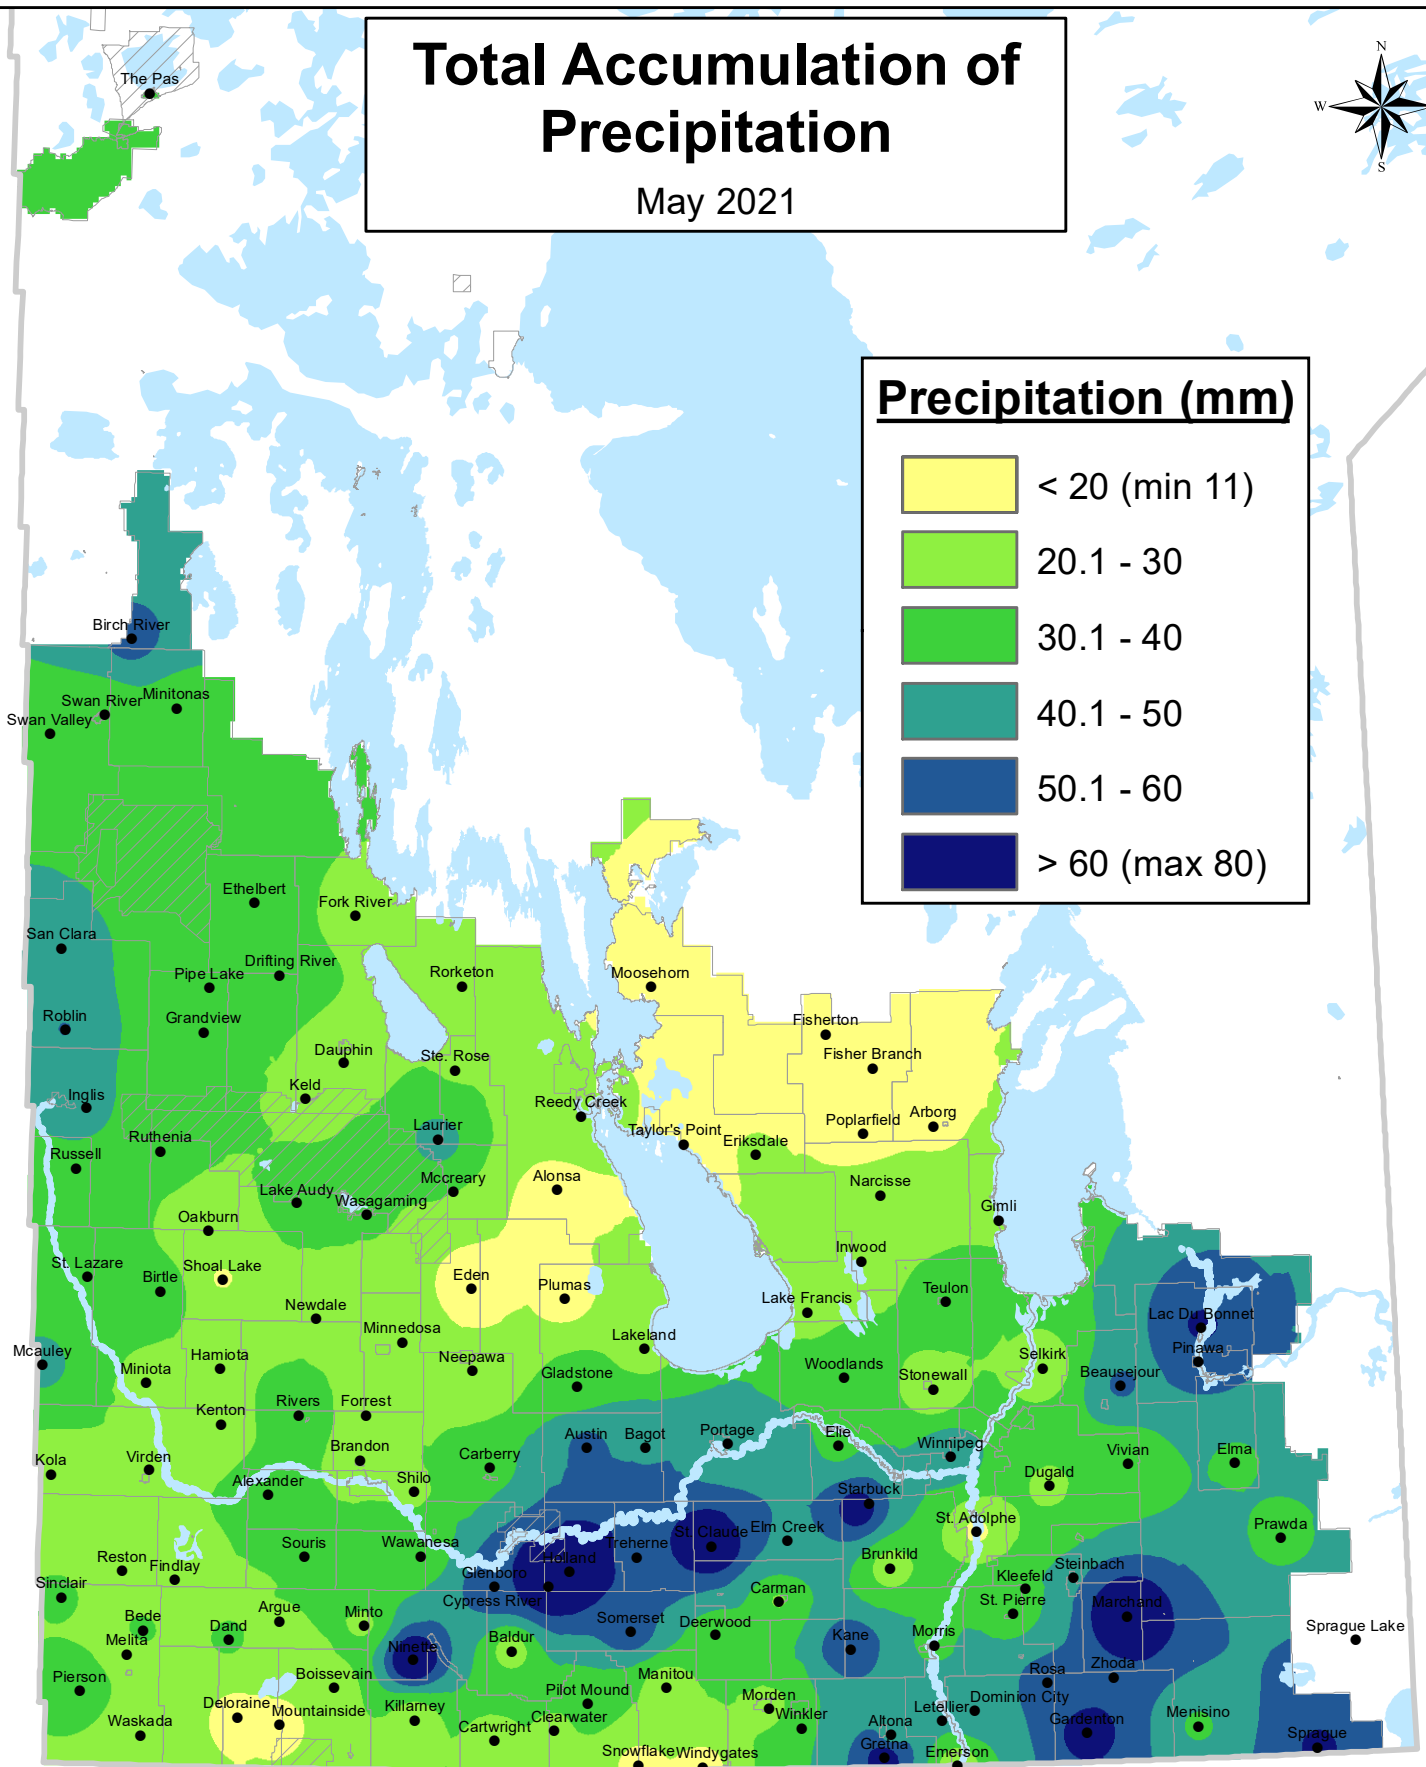 Total Accumulation of
Precipitation
May 2021
N
W
S
The Pas
Precipitation (mm)
< 20 (min 11)
20.1 - 30
30.1 - 40
40.1 - 50
50.1 - 60
> 60 (max 80)
Birch River
Swan River
Minitonas
Swan Valley
Ethelbert
Fork River
San Clara
Drifting River
Pipe Lake
Rorketon
Moosehorn
Roblin
Grandview
Fisherton
Dauphin
Ste. Rose
Fisher Branch
Keld
Inglis
Reedy Creek
Laurier
Poplarfield
Arborg
Ruthenia
Taylor's Point
Eriksdale
Russell
Mccreary
Alonsa
Narcisse
Lake Audy
Wasagaming
Oakburn
Gimli
Inwood
St. Lazare
Birtle
Shoal Lake
Eden
Plumas
Teulon
Newdale
Lake Francis
Lac Du Bonnet
Minnedosa
Lakeland
Mcauley
Hamiota
Neepawa
Pinawa
Miniota
Gladstone
Woodlands
Stonewall
Selkirk
Beausejour
Kenton
Rivers
Forrest
Austin
Bagot
Portage
Elie
Winnipeg
Kola
Virden
Brandon
Carberry
Vivian
Elma
Alexander
Shilo
Dugald
Starbuck
St. Adolphe
Souris
Wawanesa
Holland
Treherne
St. Claude
Elm Creek
Prawda
Reston
Findlay
Glenboro
Brunkild
Steinbach
Sinclair
Cypress River
Carman
Kleefeld
St. Pierre
Marchand
Bede
Argue
Minto
Somerset
Deerwood
Dand
Kane
Morris
Sprague Lake
Melita
Ninette
Baldur
Pierson
Boissevain
Manitou
Rosa
Zhoda
Deloraine
Mountainside
Killarney
Pilot Mound
Morden
Dominion City
Waskada
Cartwright
Clearwater
Winkler
Altona
Letellier
Gardenton
Menisino
Snowflake
Windygates
Gretna
Emerson
Sprague